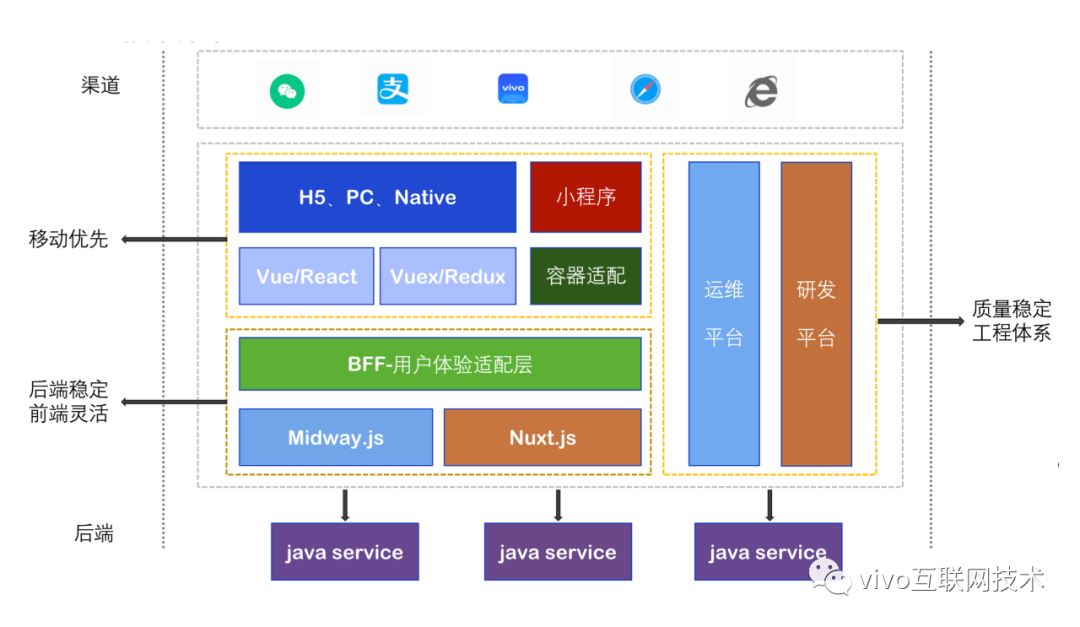 渠道
支
vivo
H5、PC、Native
小程序
移动优先
Vue/React
Vuex/Redux
容器适配
运维
平台
研发
平台
质量稳定
工程体系
BFF-用户体验适配层
后端稳定
前端灵活
Midway.js
Nuxt.js
后端
java service
java service
java service
vivo互联网技术